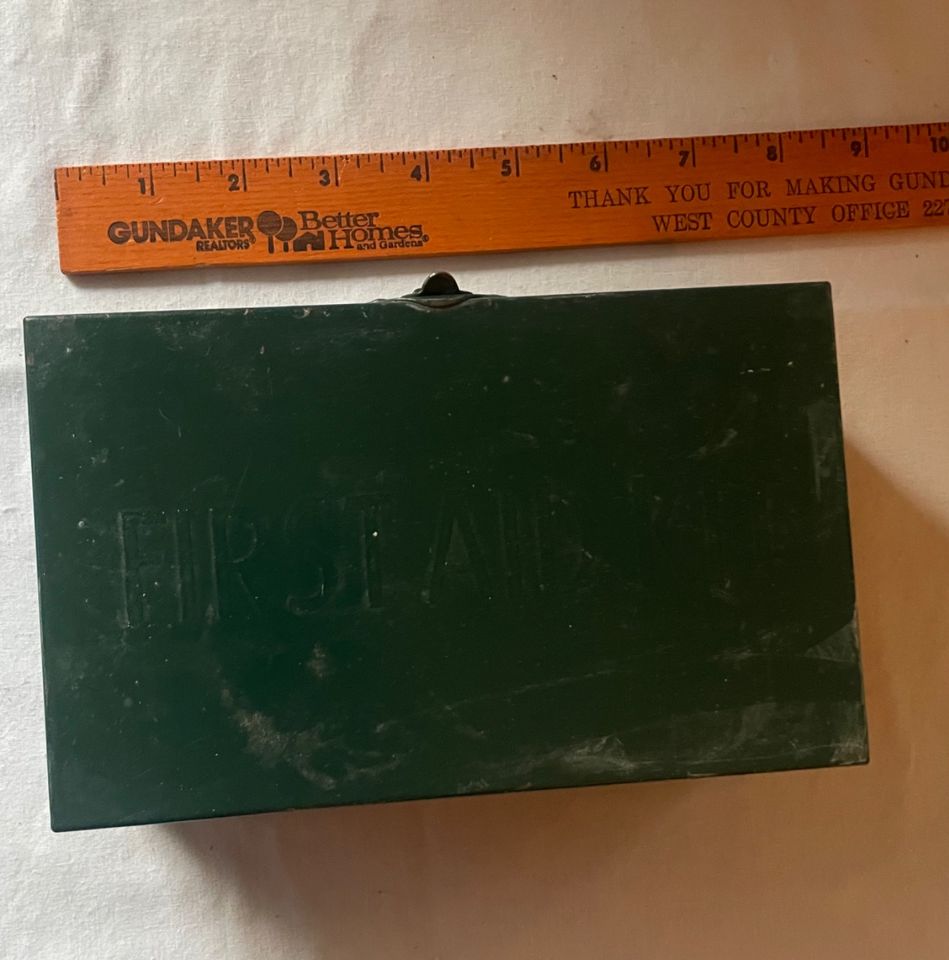 1 2 3 4 5 6 7 8 9 10
GUNDAKER Better
REALTORS® Homes
and Gardens®
THANK YOU FOR MAKING GUND
WEST COUNTY OFFICE 227
FIRST AID